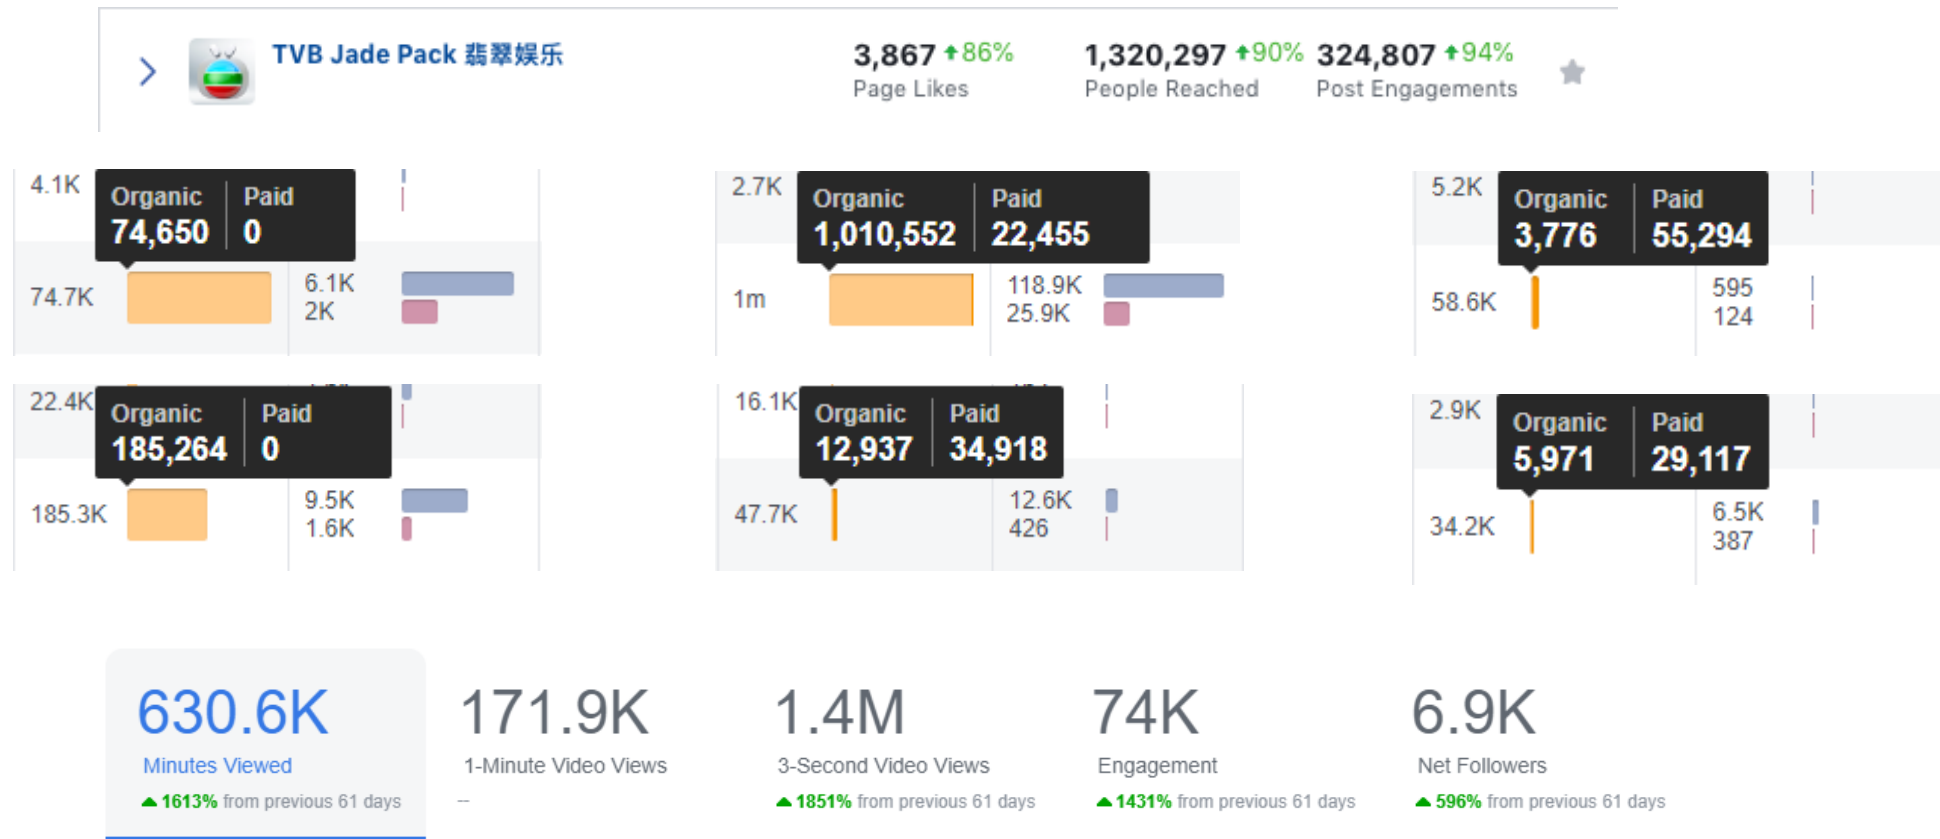 TVB Jade Pack 翡翠娱乐
3,867 86%
Page Likes
1,320,297 90%
People Reached
324,807 94%
Post Engagements
4.1K
Organic Paid
74,650 0
74.7K
6.1K
2K
2.7K
Organic Paid
1,010,552 22,455
1m
118.9K
25.9K
5.2K
Organic Paid
3,776 55,294
58.6K
595
124
22.4K
Organic Paid
185,264 0
185.3K
9.5K
1.6K
16.1K
Organic Paid
12,937 34,918
47.7K
12.6K
426
2.9K
Organic Paid
5,971 29,117
34.2K
6.5K
387
630.6K
Minutes Viewed
1613% from previous 61 days
171.9K
1-Minute Video Views
--
1.4M
3-Second Video Views
1851% from previous 61 days
74K
Engagement
1431% from previous 61 days
6.9K
Net Followers
596% from previous 61 days